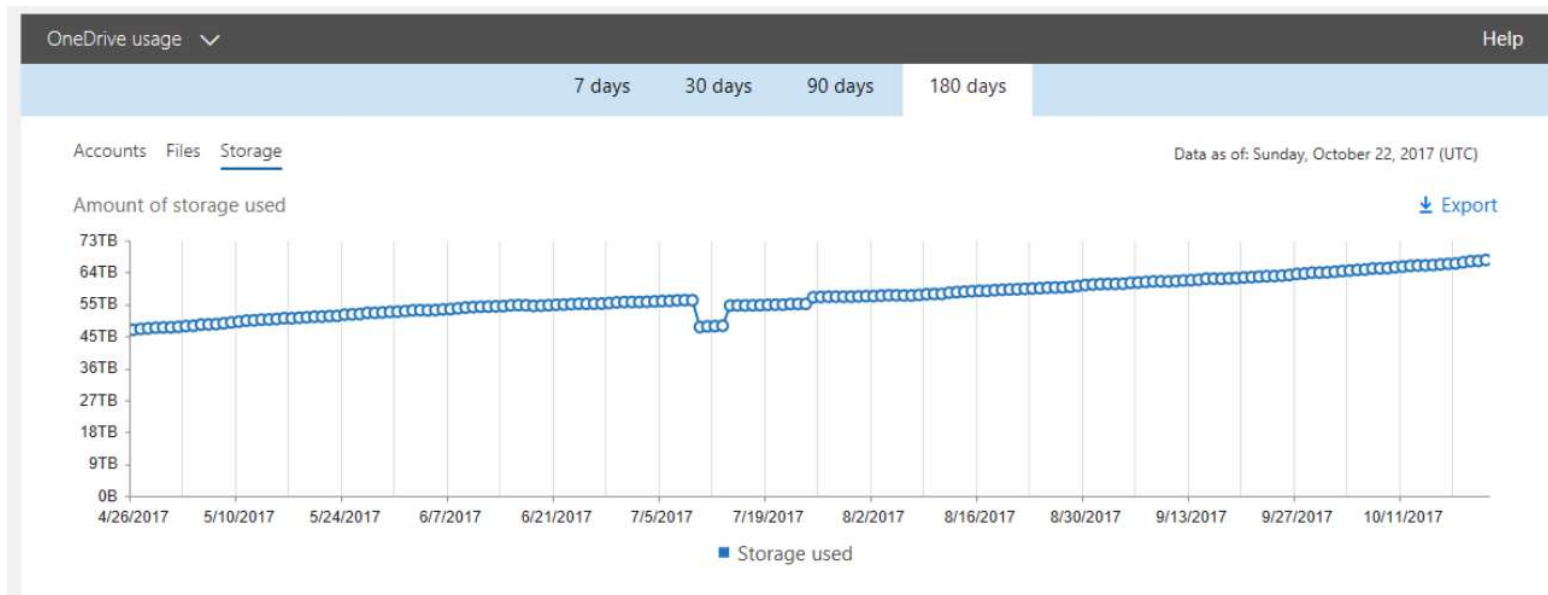 OneDrive usage Help
7 days 30 days 90 days 180 days
Accounts Files Storage Data as of: Sunday, October 22, 2017 (UTC)
Amount of storage used Export
73TB
64TB
55TB
45TB
36TB
27TB
18TB
9TB
0B
4/26/2017 5/10/2017 5/24/2017 6/7/2017 6/21/2017 7/5/2017 7/19/2017 8/2/2017 8/16/2017 8/30/2017 9/13/2017 9/27/2017 10/11/2017
Storage used